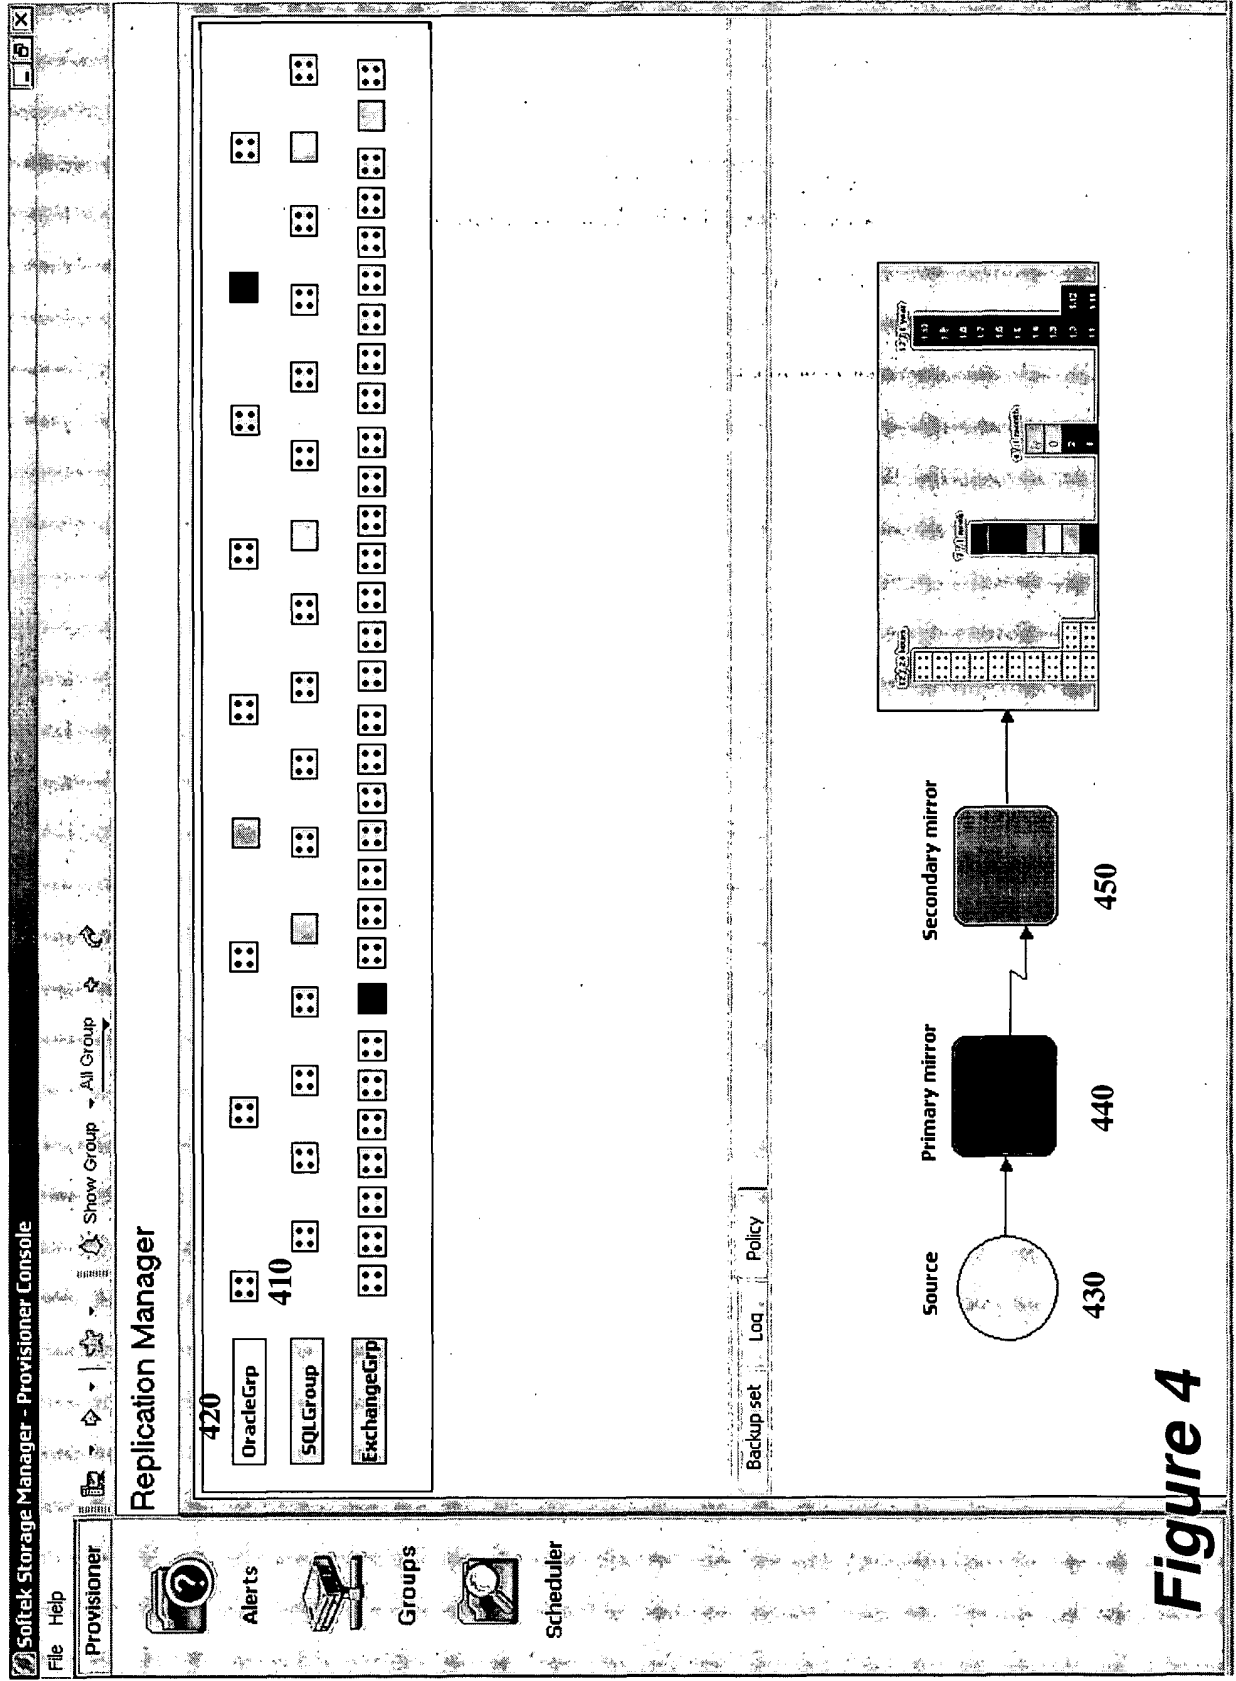 Softek Storage Manager - Provisioner Console
File Help
Show Group All Group
Provisioner
Alerts
Groups
Scheduler
Replication Manager
420
OracleGrp
410
SQLGroup
ExchangeGrp
Backup set Log Policy
Source
Primary mirror
Secondary mirror
430
440
450
Figure 4